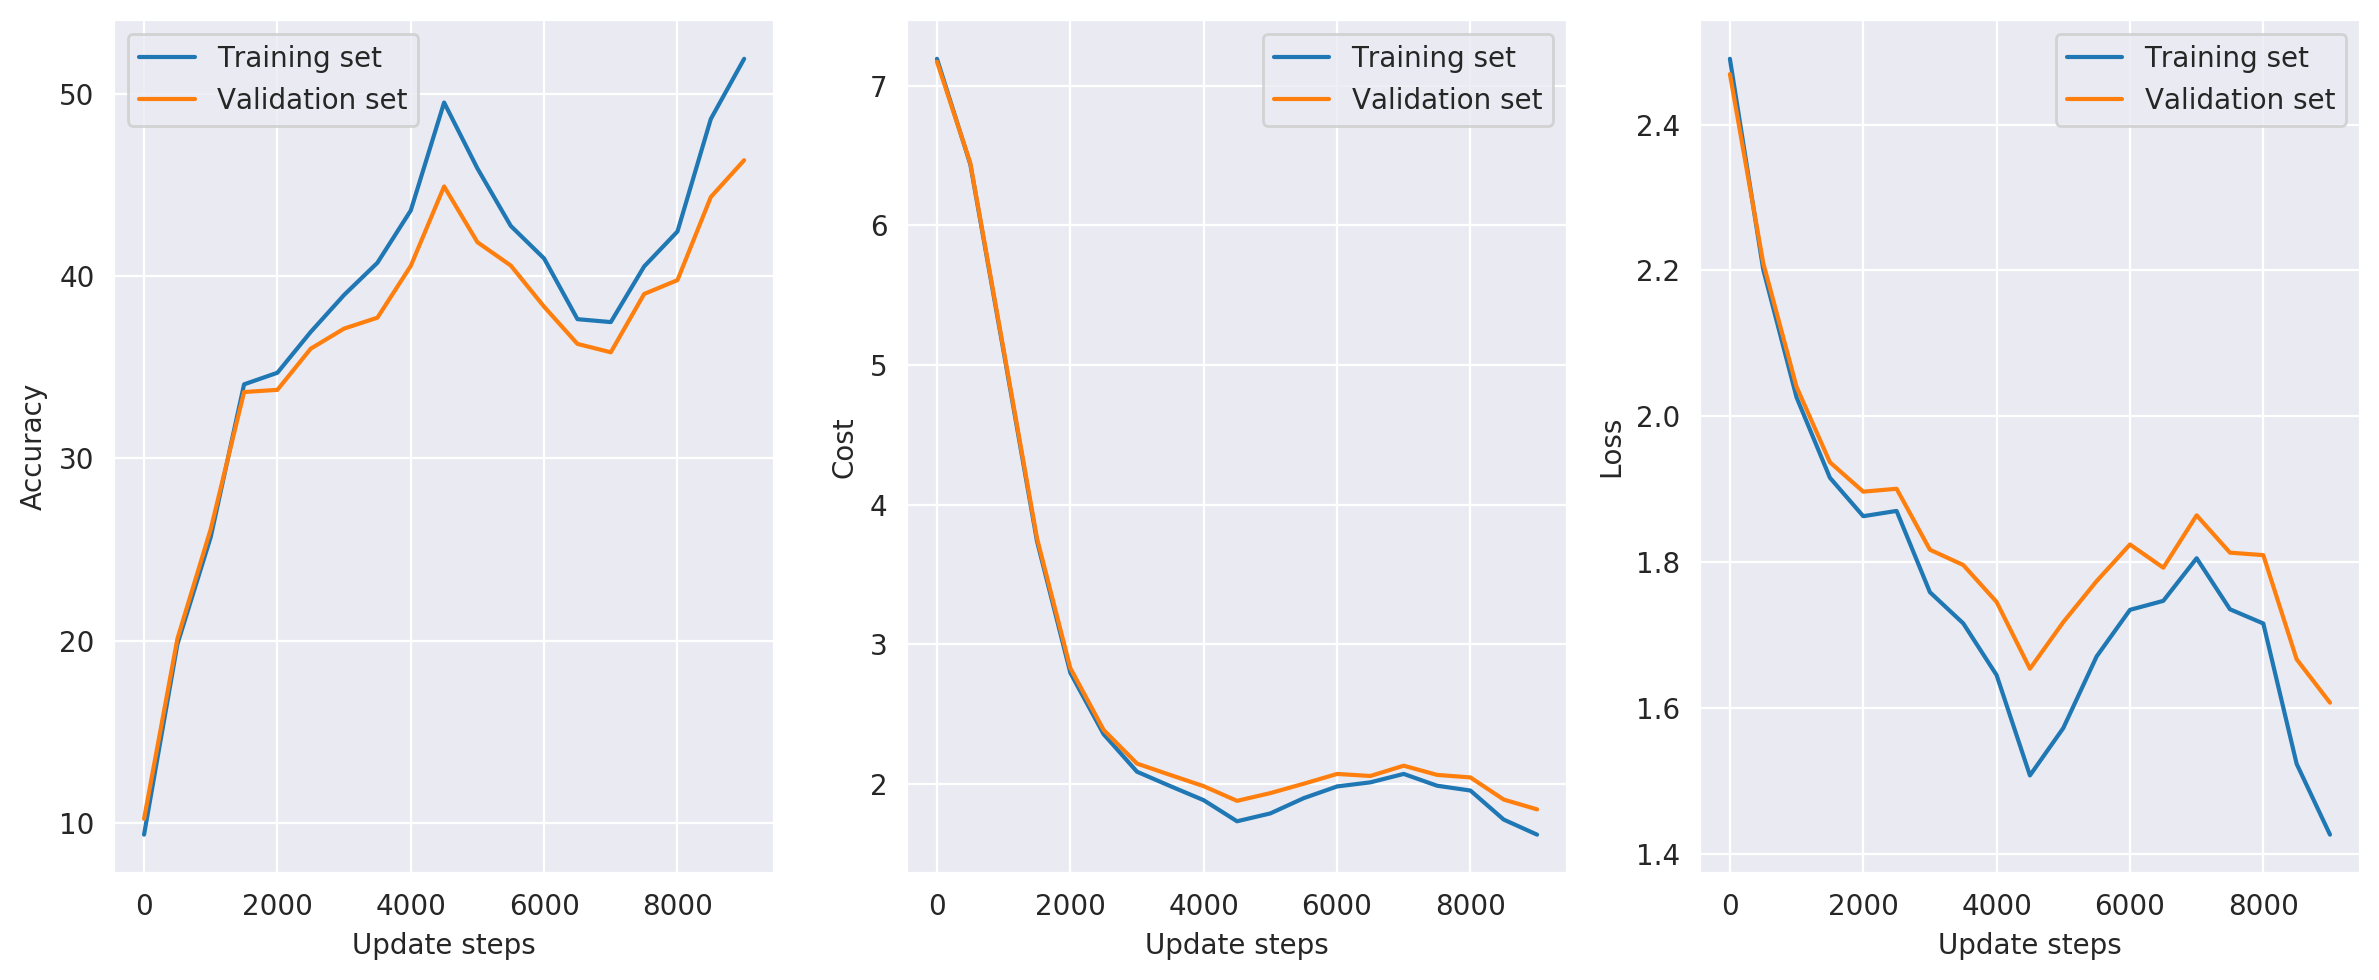 Training set
Validation set
50
40
30
20
10
Accuracy
0 2000 4000 6000 8000
Update steps
Training set
Validation set
7
6
5
4
3
2
Cost
0 2000 4000 6000 8000
Update steps
Training set
Validation set
2.4
2.2
2.0
1.8
1.6
1.4
Loss
0 2000 4000 6000 8000
Update steps